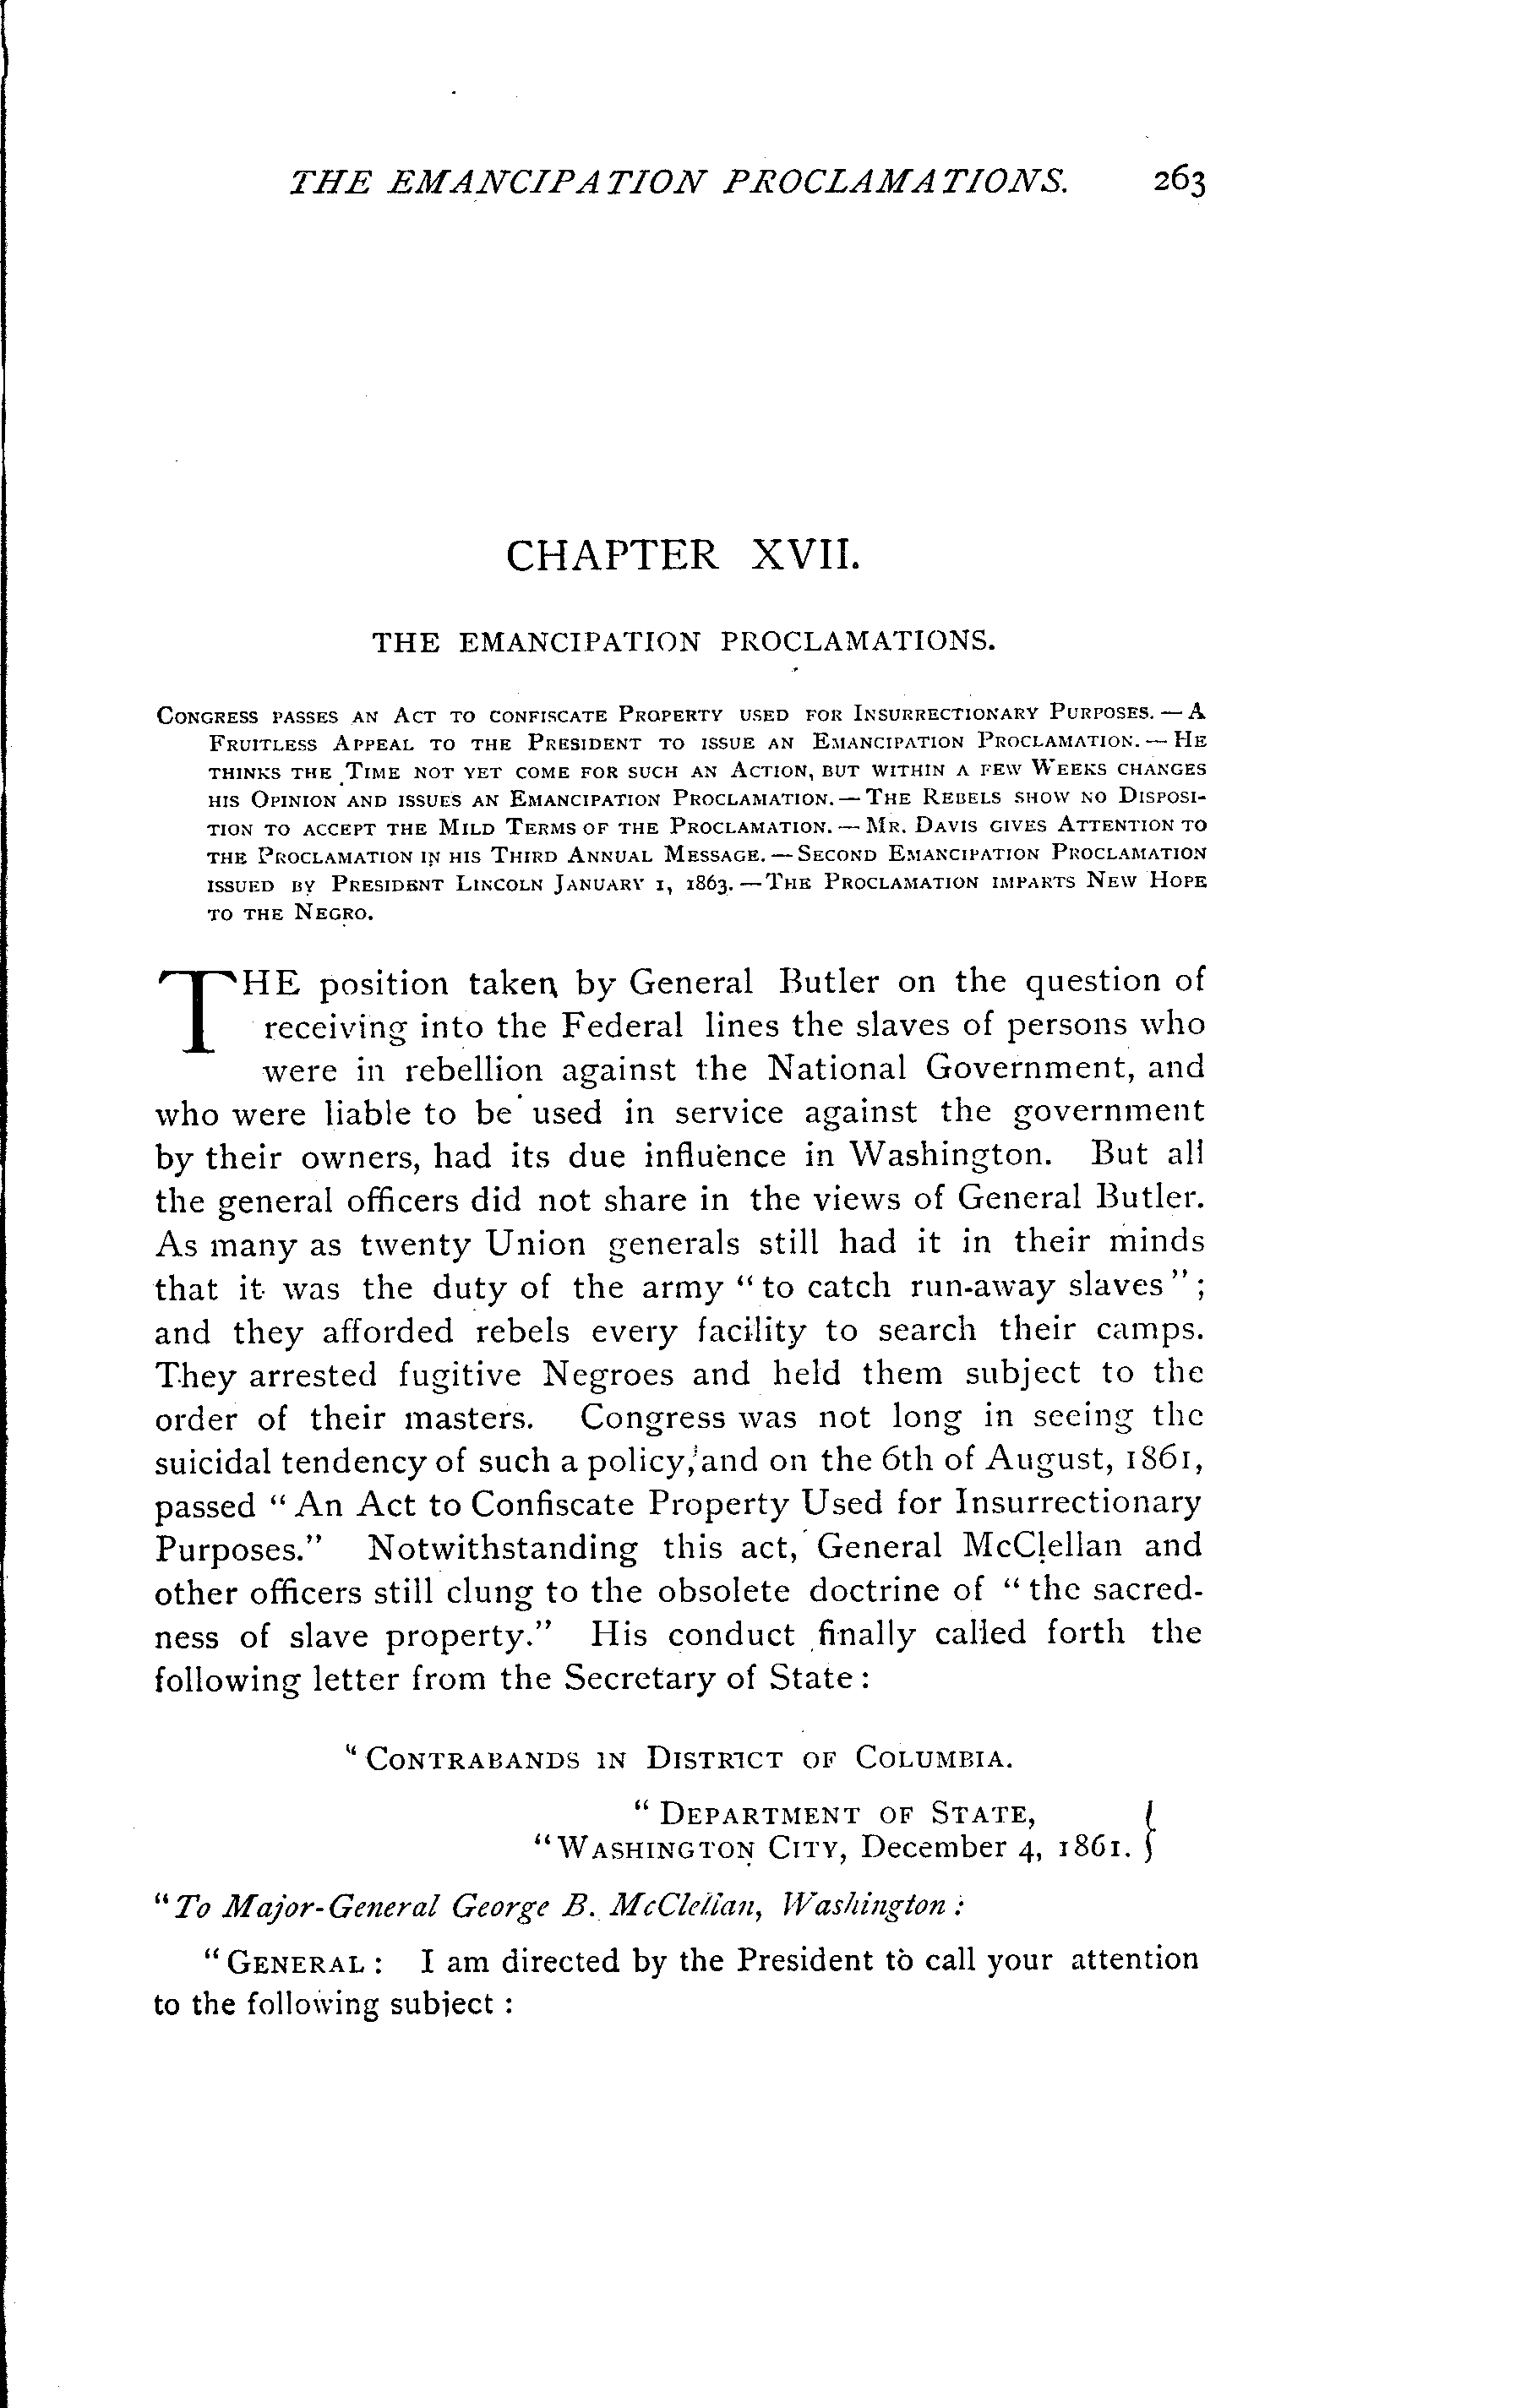 THE EMANCIPATION PROCLAMATIONS. 263
CHAPTER XVII.
THE EMANCIPATION PROCLAMATIONS.
CONGRESS PASSES AN ACT TO CONFISCATE PROPERTY USED FOR INSURRECTIONARY PURPOSES. — A
FRUITLESS APPEAL TO THE PRESIDENT TO ISSUE AN EMANCIPATION PROCLAMATION. — HE
THINKS THE TIME NOT YET COME FOR SUCH AN ACTION, BUT WITHIN A FEW WEEKS CHANGES
HIS OPINION AND ISSUES AN EMANCIPATION PROCLAMATION. — THE REBELS SHOW NO DISPOSI-
TION TO ACCEPT THE MILD TERMS OF THE PROCLAMATION. — MR. DAVIS GIVES ATTENTION TO
THE PROCLAMATION IN HIS THIRD ANNUAL MESSAGE. — SECOND EMANCIPATION PROCLAMATION
ISSUED BY PRESIDENT LINCOLN JANUARY 1, 1863. — THE PROCLAMATION IMPARTS NEW HOPE
TO THE NEGRO.
THE position taken by General Butler on the question of
receiving into the Federal lines the slaves of persons who
were in rebellion against the National Government, and
who were liable to be used in service against the government
by their owners, had its due influence in Washington. But all
the general officers did not share in the views of General Butler.
As many as twenty Union generals still had it in their minds
that it was the duty of the army "to catch run-away slaves";
and they afforded rebels every facility to search their camps.
They arrested fugitive Negroes and held them subject to the
order of their masters. Congress was not long in seeing the
suicidal tendency of such a policy, and on the 6th of August, 1861,
passed "An Act to Confiscate Property Used for Insurrectionary
Purposes." Notwithstanding this act, General McClellan and
other officers still clung to the obsolete doctrine of "the sacred-
ness of slave property." His conduct finally called forth the
following letter from the Secretary of State:
"CONTRABANDS IN DISTRICT OF COLUMBIA.
"DEPARTMENT OF STATE,
"WASHINGTON CITY, December 4, 1861. }
"To Major-General George B. McClellan, Washington:
"GENERAL: I am directed by the President to call your attention
to the following subject: